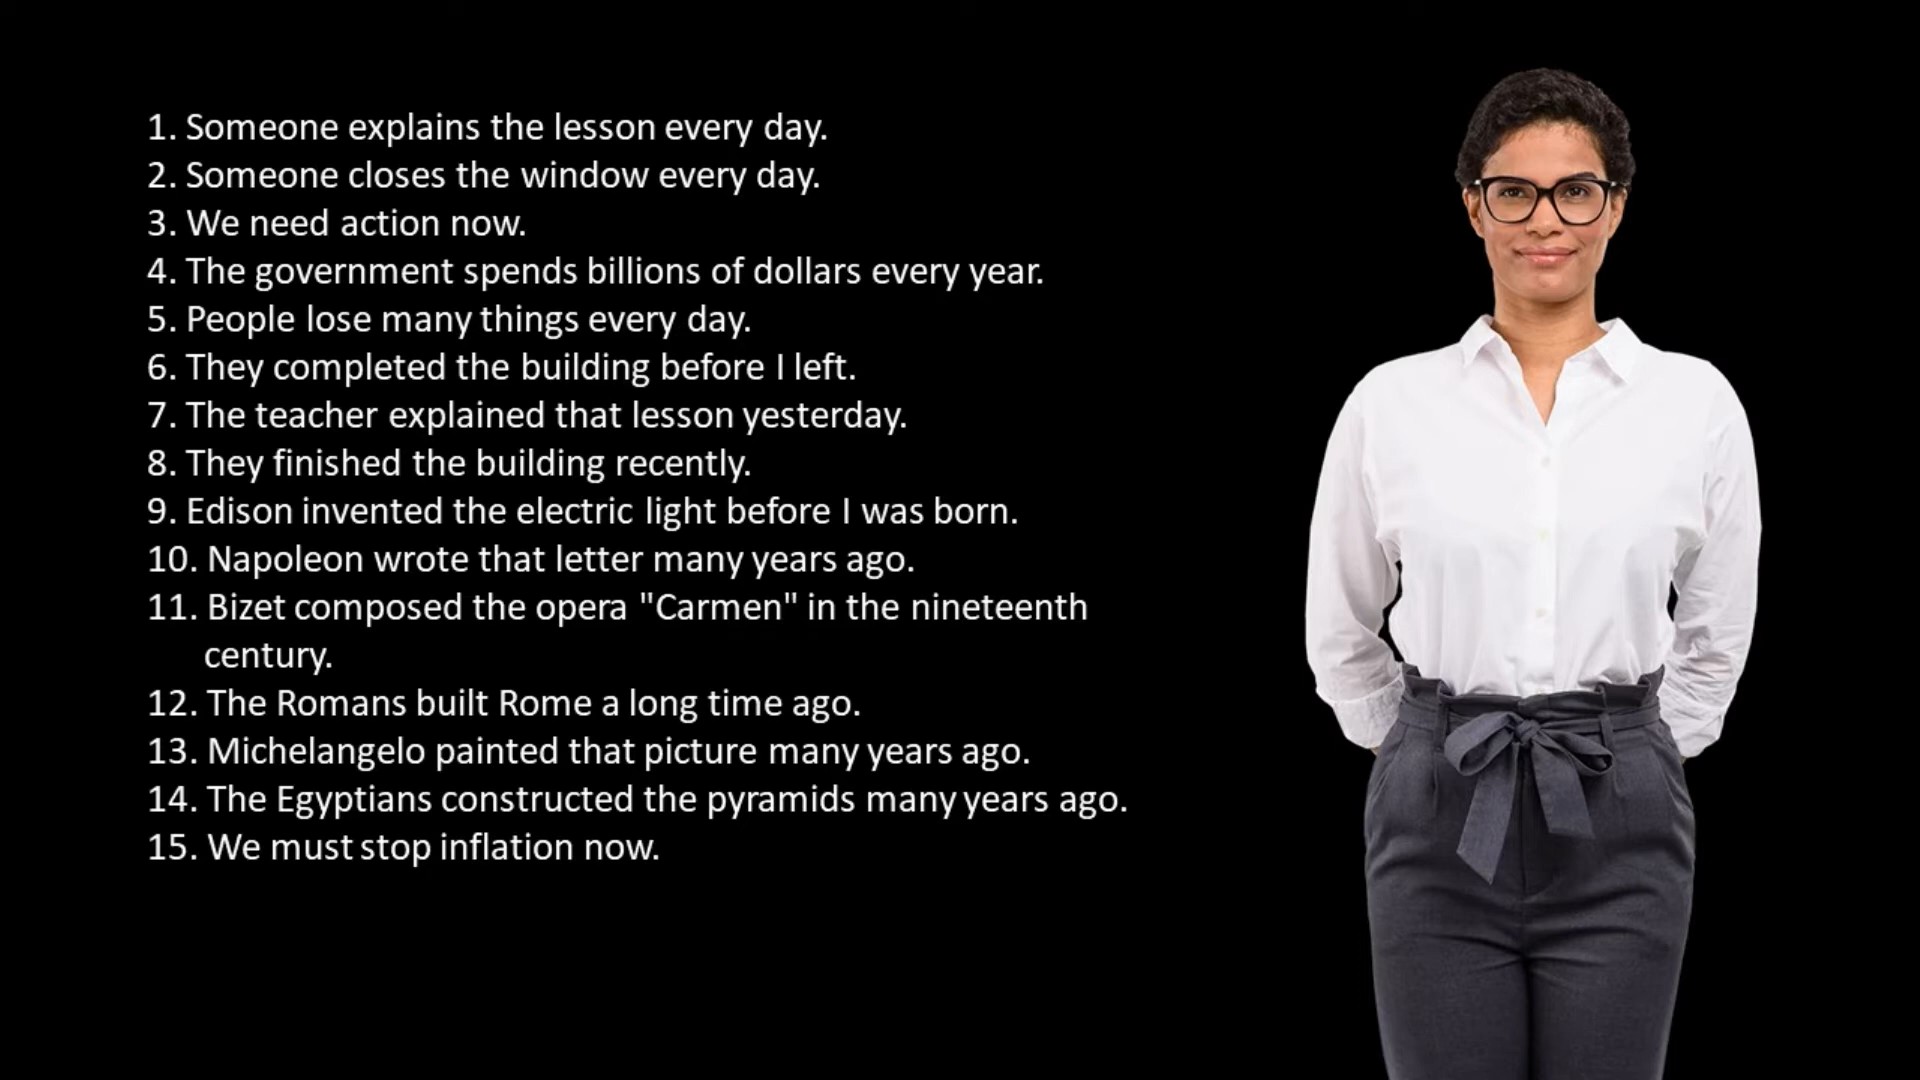 1. Someone explains the lesson every day.
2. Someone closes the window every day.
3. We need action now.
4. The government spends billions of dollars every year.
5. People lose many things every day.
6. They completed the building before I left.
7. The teacher explained that lesson yesterday.
8. They finished the building recently.
9. Edison invented the electric light before I was born.
10. Napoleon wrote that letter many years ago.
11. Bizet composed the opera "Carmen" in the nineteenth
century.
12. The Romans built Rome a long time ago.
13. Michelangelo painted that picture many years ago.
14. The Egyptians constructed the pyramids many years ago.
15. We must stop inflation now.